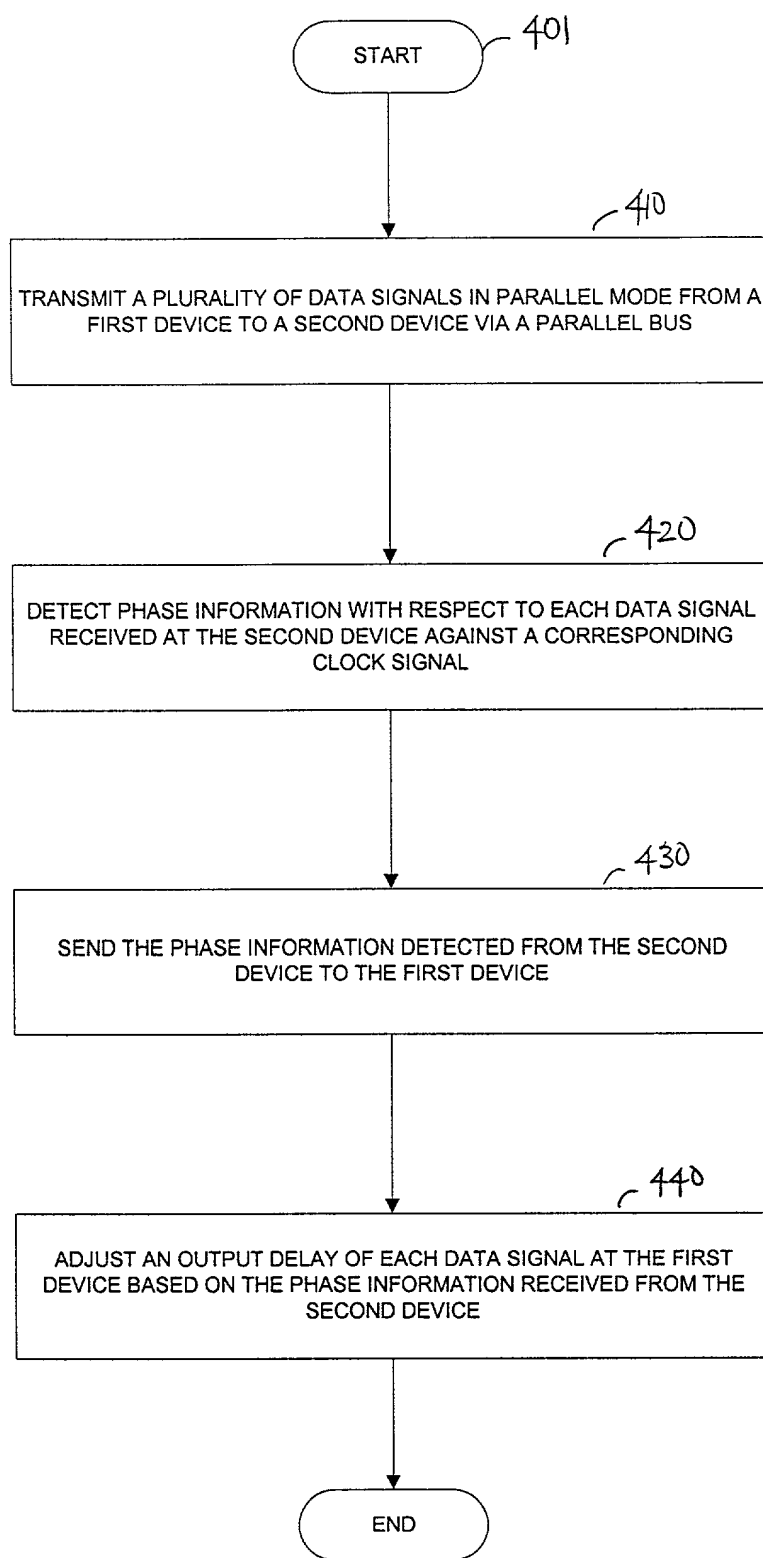 START
401
410
TRANSMIT A PLURALITY OF DATA SIGNALS IN PARALLEL MODE FROM A
FIRST DEVICE TO A SECOND DEVICE VIA A PARALLEL BUS
420
DETECT PHASE INFORMATION WITH RESPECT TO EACH DATA SIGNAL
RECEIVED AT THE SECOND DEVICE AGAINST A CORRESPONDING
CLOCK SIGNAL
430
SEND THE PHASE INFORMATION DETECTED FROM THE SECOND
DEVICE TO THE FIRST DEVICE
440
ADJUST AN OUTPUT DELAY OF EACH DATA SIGNAL AT THE FIRST
DEVICE BASED ON THE PHASE INFORMATION RECEIVED FROM THE
SECOND DEVICE
END